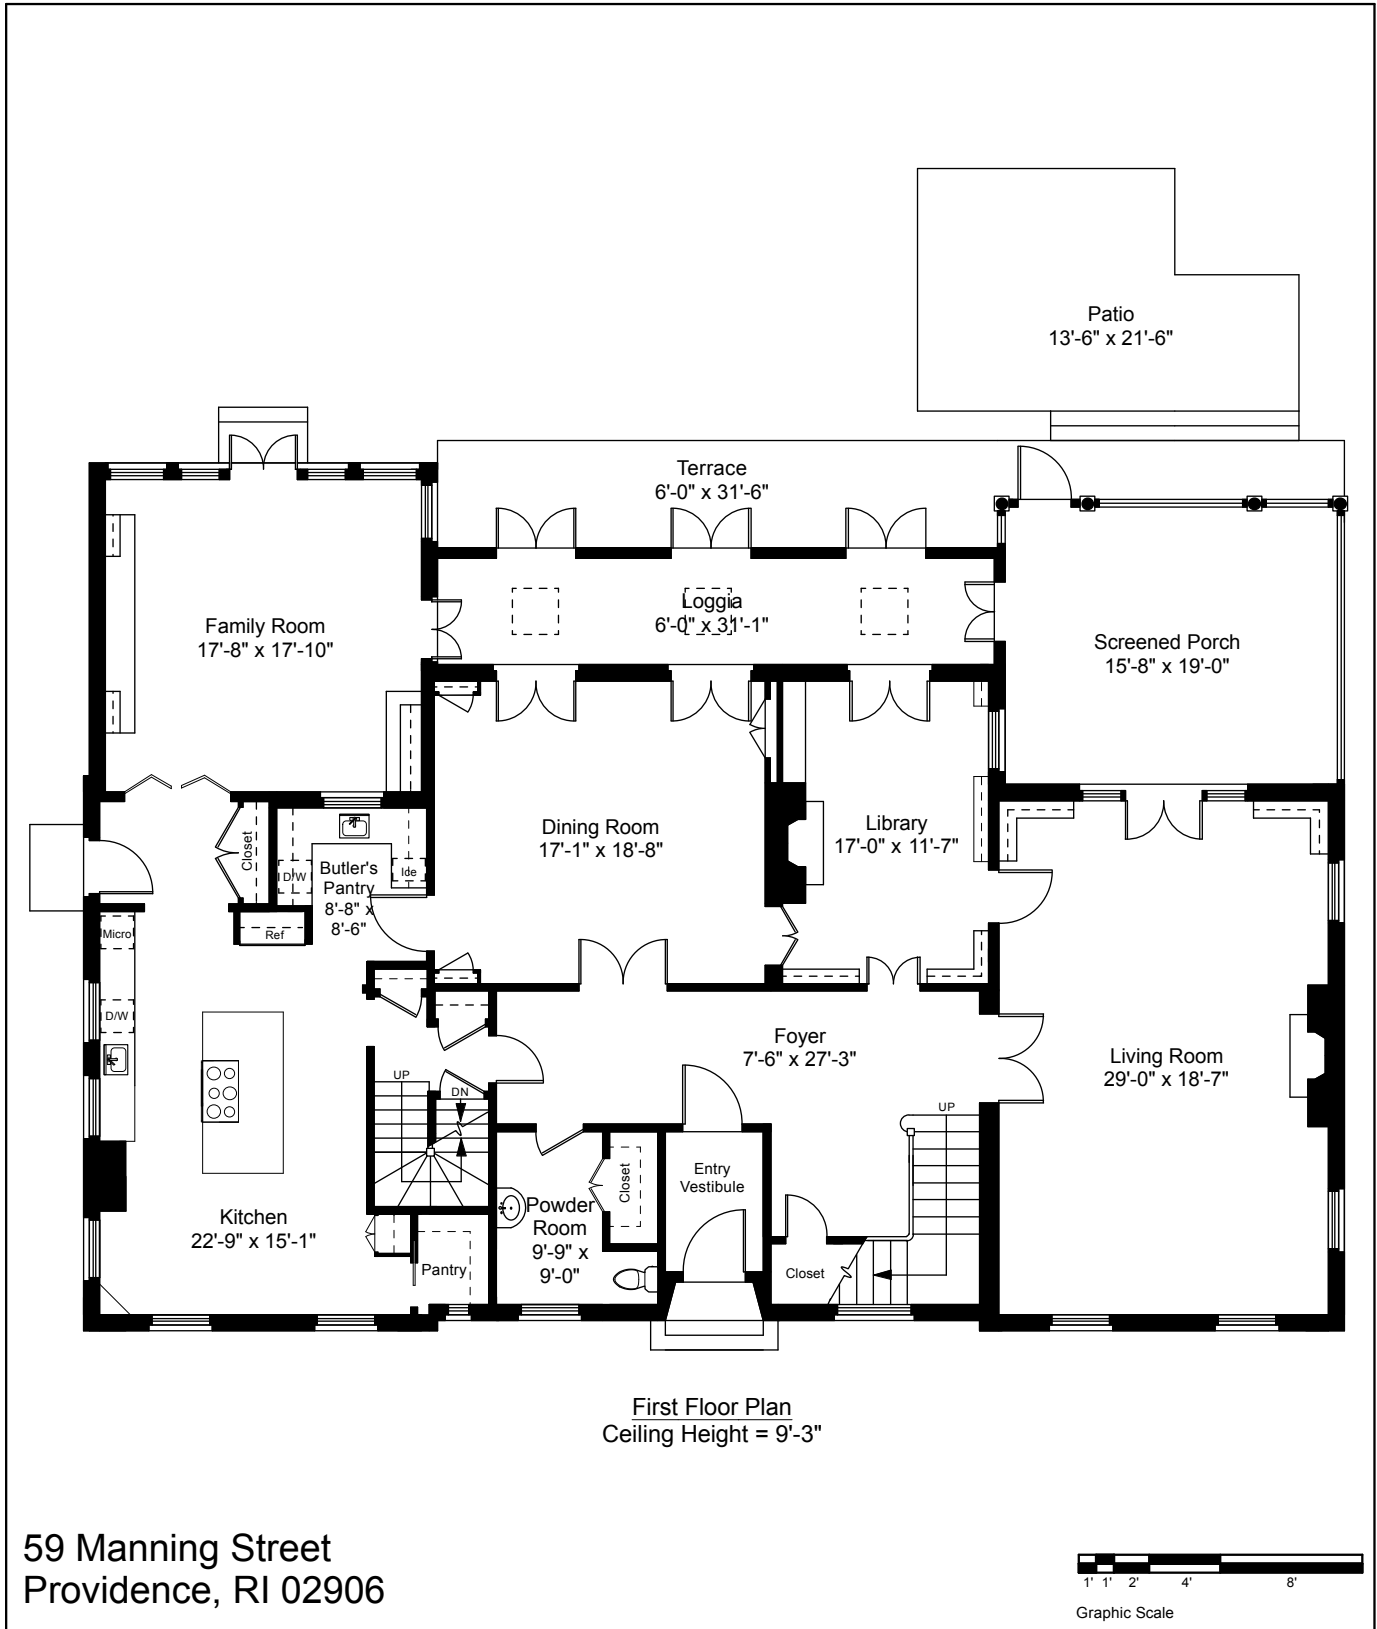 Patio
13'-6" x 21'-6"
Terrace
6'-0" x 31'-6"
Loggia
6'-0" x 31'-1"
Family Room
17'-8" x 17'-10"
Screened Porch
15'-8" x 19'-0"
Closet
D/W
Butler's
Pantry
8'-8" x
8'-6"
Ice
Dining Room
17'-1" x 18'-8"
Library
17'-0" x 11'-7"
Micro
Ref
D/W
Foyer
7'-6" x 27'-3"
Living Room
29'-0" x 18'-7"
UP
DN
UP
Closet
Entry
Vestibule
Powder
Room
9'-9" x
9'-0"
Kitchen
22'-9" x 15'-1"
Pantry
Closet
First Floor Plan
Ceiling Height = 9'-3"
59 Manning Street
Providence, RI 02906
1' 1' 2' 4' 8'
Graphic Scale